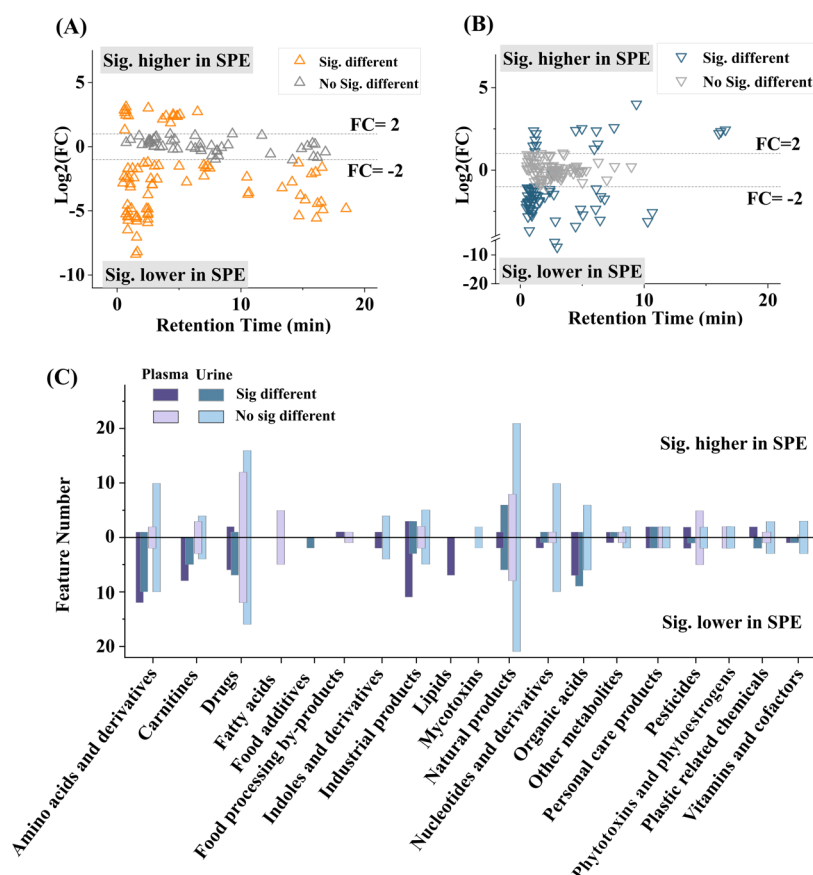 (A)
Sig. higher in SPE
Sig. different
No Sig. different
FC= 2
FC= -2
Sig. lower in SPE
5
0
-5
-10
Log2(FC)
0
10
20
Retention Time (min)
(B)
Sig. higher in SPE
Sig. different
No Sig. different
FC=2
FC= -2
Sig. lower in SPE
5
0
-10
-20
Log2(FC)
0
10
20
Retention Time (min)
(C)
Plasma Urine
Sig different
No sig different
Sig. higher in SPE
Sig. lower in SPE
20
10
0
10
20
Feature Number
Amino acids and derivatives
Carnitines
Drugs
Fatty acids
Food additives
Food processing by-products
Indoles and derivatives
Industrial products
Lipids
Mycotoxins
Natural products
Nucleotides and derivatives
Organic acids
Other metabolites
Personal care products
Pesticides
Phytotoxins and phytoestrogens
Plastic related chemicals
Vitamins and cofactors